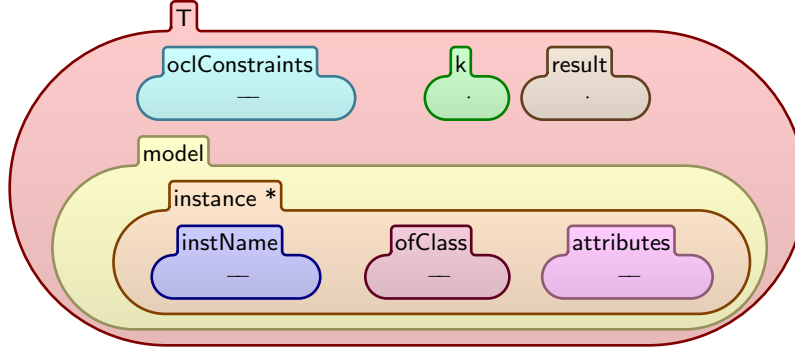 T
oclConstraints k result
— . .
model
instance *
instName ofClass attributes
— — —